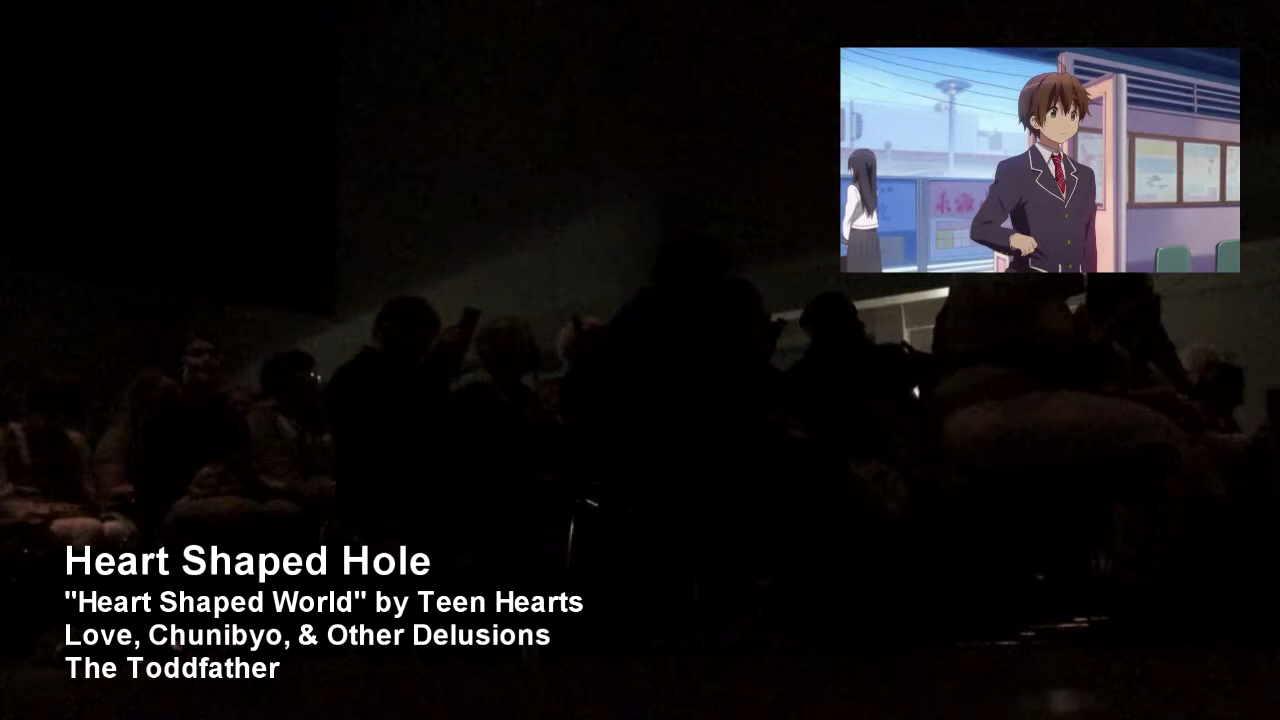 Heart Shaped Hole
"Heart Shaped World" by Teen Hearts
Love, Chunibyo, & Other Delusions
The Toddfather